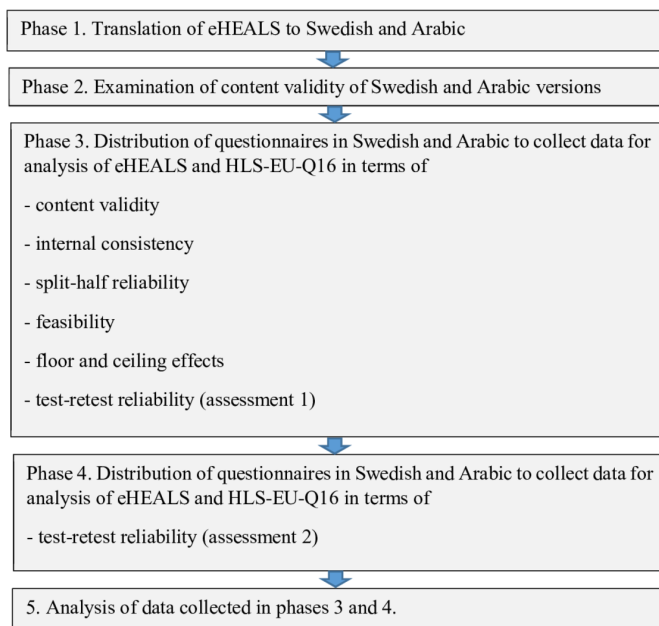 Phase 1. Translation of eHEALS to Swedish and Arabic
Phase 2. Examination of content validity of Swedish and Arabic versions
Phase 3. Distribution of questionnaires in Swedish and Arabic to collect data for
analysis of eHEALS and HLS-EU-Q16 in terms of
- content validity
- internal consistency
- split-half reliability
- feasibility
- floor and ceiling effects
- test-retest reliability (assessment 1)
Phase 4. Distribution of questionnaires in Swedish and Arabic to collect data for
analysis of eHEALS and HLS-EU-Q16 in terms of
- test-retest reliability (assessment 2)
5. Analysis of data collected in phases 3 and 4.